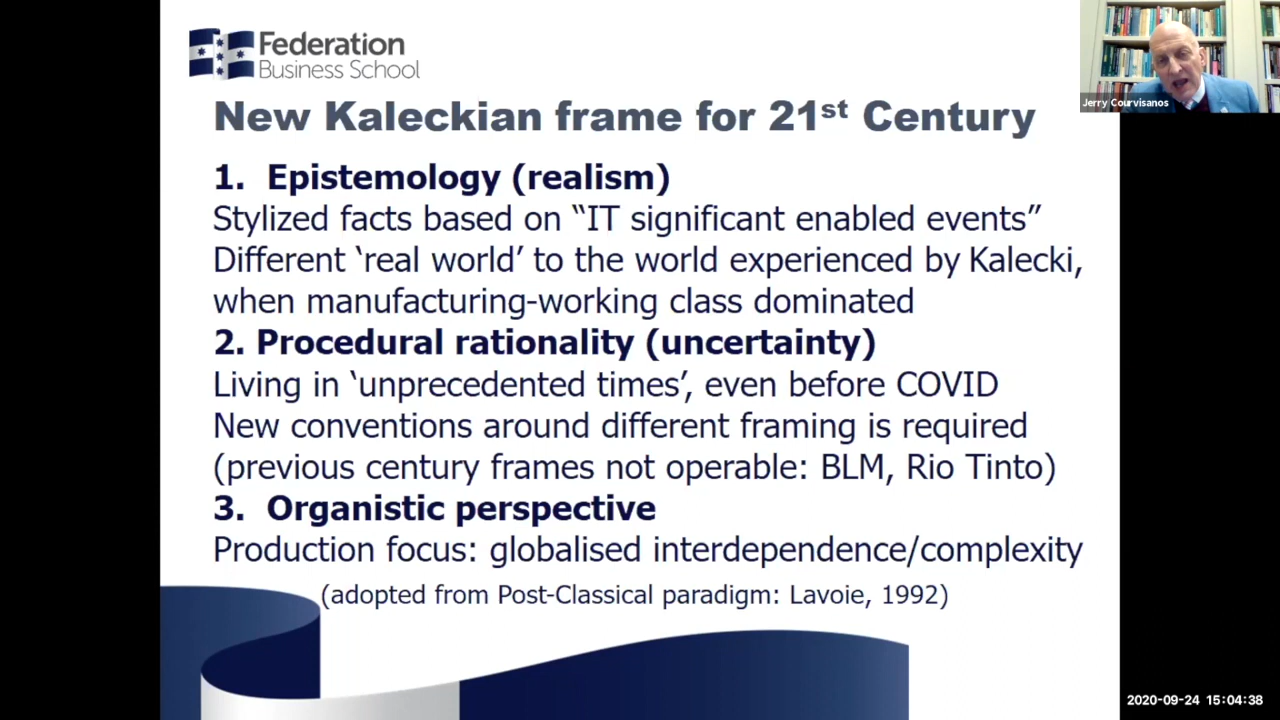 Federation
Business School
Jerry Courvisanos
New Kaleckian frame for 21st Century
1. Epistemology (realism)
Stylized facts based on “IT significant enabled events”
Different ‘real world’ to the world experienced by Kalecki,
when manufacturing-working class dominated
2. Procedural rationality (uncertainty)
Living in ‘unprecedented times’, even before COVID
New conventions around different framing is required
(previous century frames not operable: BLM, Rio Tinto)
3. Organistic perspective
Production focus: globalised interdependence/complexity
(adopted from Post-Classical paradigm: Lavoie, 1992)
2020-09-24 15:04:38